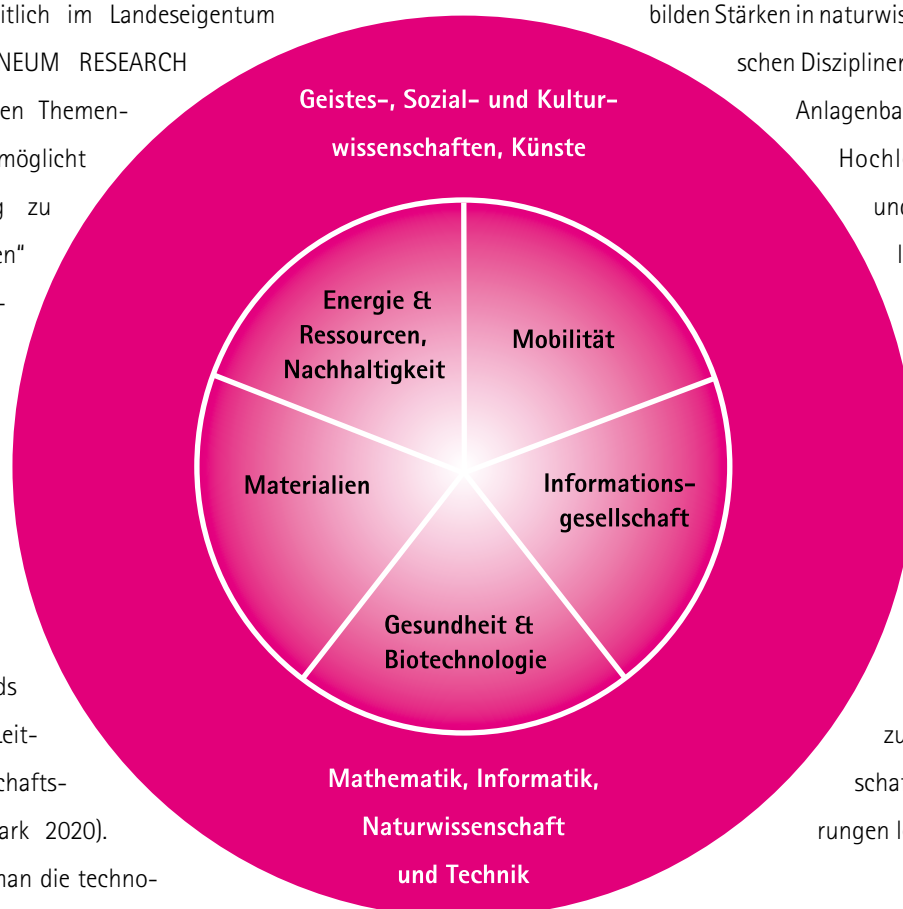 itlich im Landeseigentum
NEUM RESEARCH
en Themen-
möglicht
g zu
en“
-
ds
Leit-
chafts-
ark 2020).
man die techno-
Geistes-, Sozial- und Kultur-
wissenschaften, Künste
Energie &
Ressourcen,
Nachhaltigkeit
Mobilität
Materialien
Informations-
gesellschaft
Gesundheit &
Biotechnologie
Mathematik, Informatik,
Naturwissenschaft
und Technik
bilden Stärken in naturwis
schen Disziplinen
Anlagenba
Hochl
und
zu
schaf
rungen